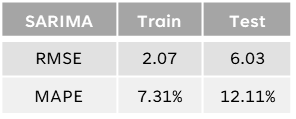 SARIMA Train Test
RMSE 2.07 6.03
MAPE 7.31% 12.11%